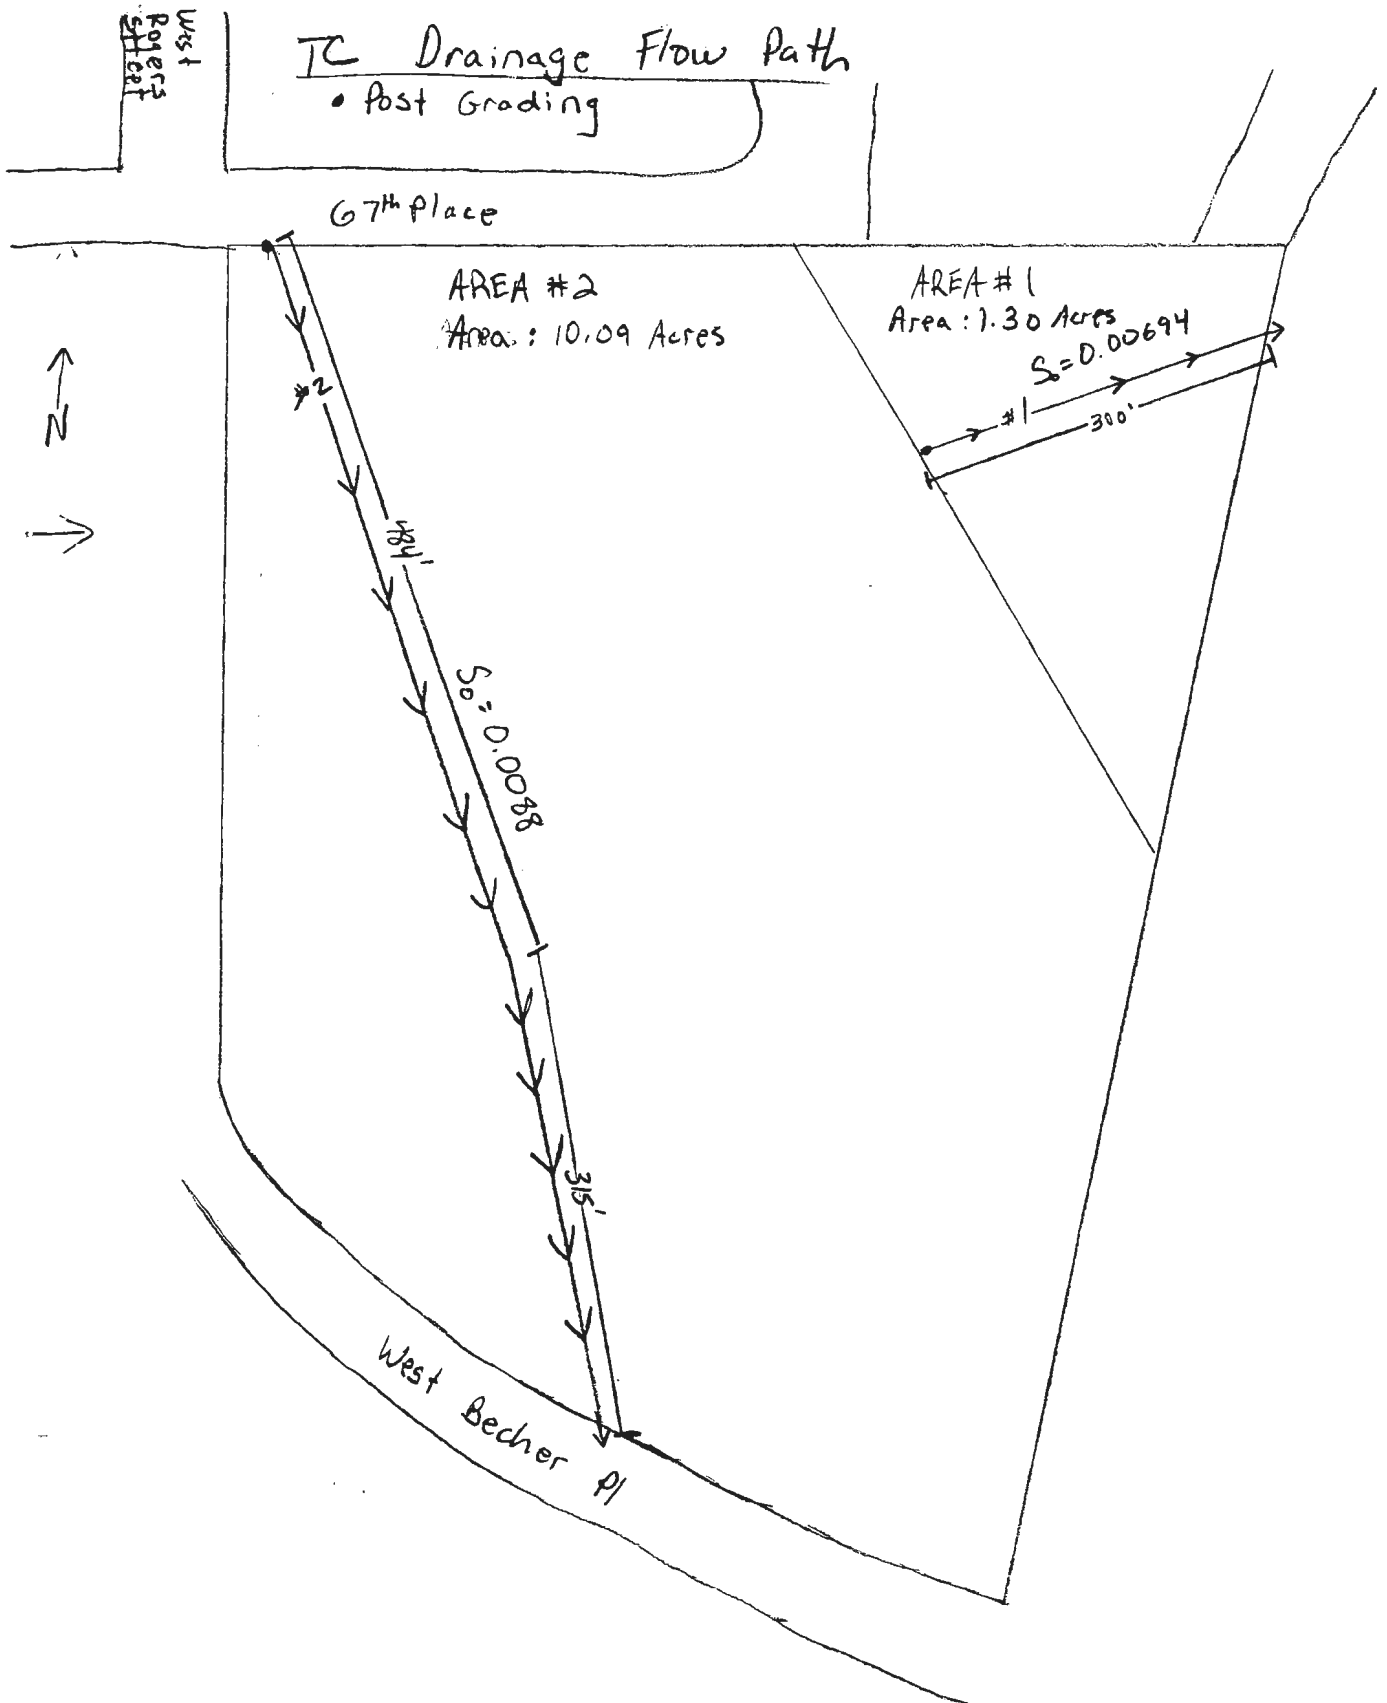 West
Rogers
Street
TC Drainage Flow Path
• Post Grading
67th Place
AREA #2
Area: 10.09 Acres
AREA #1
Area: 1.30 Acres
S₀=0.00694
#1
300'
#2
N
484'
S₀=0.0088
315'
West Becher Pl